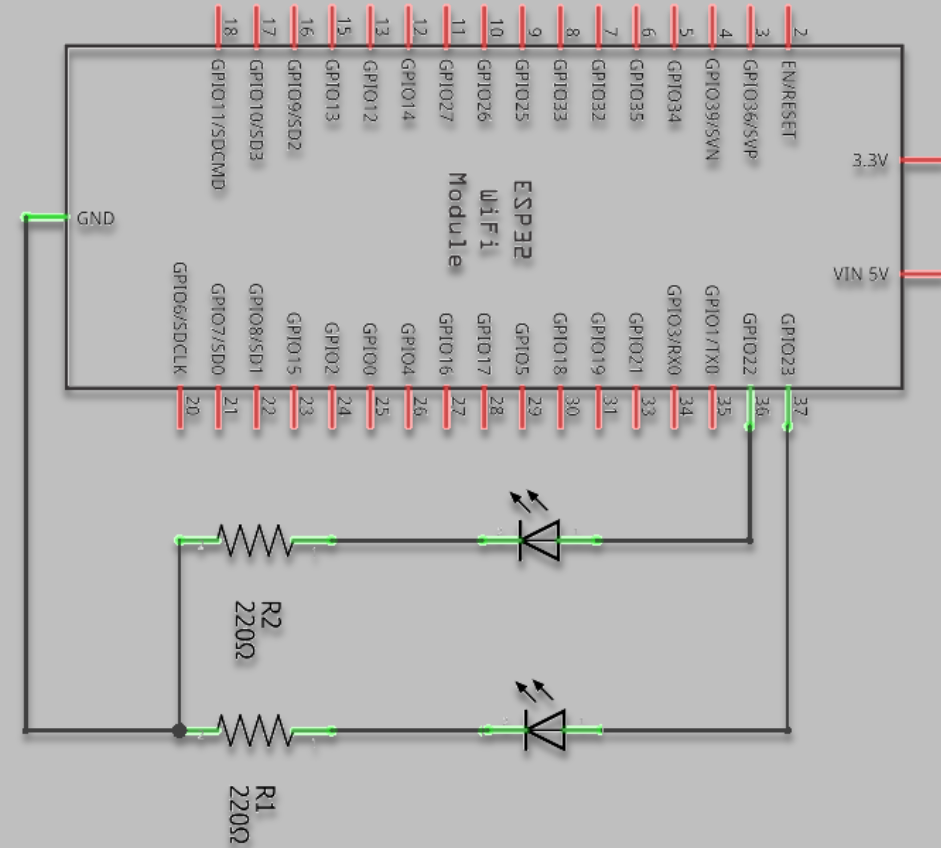 18
17
16
15
13
12
11
10
9
8
7
6
5
4
3
2
GPIO11/SDCMD
GPIO10/SD3
GPIO9/SD2
GPIO13
GPIO12
GPIO14
GPIO27
GPIO26
GPIO25
GPIO33
GPIO32
GPIO35
GPIO34
GPIO39/SVN
GPIO36/SVP
EN/RESET
3.3V
ESP32
WiFi
Module
GND
VIN 5V
GPIO6/SDCLK
GPIO7/SD0
GPIO8/SD1
GPIO15
GPIO2
GPIO0
GPIO4
GPIO16
GPIO17
GPIO5
GPIO18
GPIO19
GPIO21
GPIO3/RX0
GPIO1/TX0
GPIO22
GPIO23
20
21
22
23
24
25
26
27
28
29
30
31
33
34
35
36
37
R2
220Ω
R1
220Ω